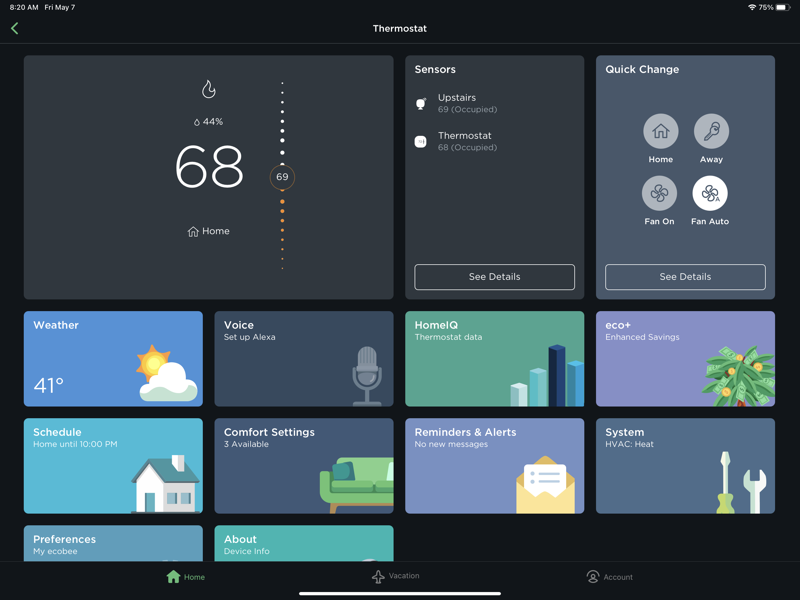 8:20 AM Fri May 7
75%
Thermostat
44%
68
69
Home
Sensors
Upstairs
69 (Occupied)
Thermostat
68 (Occupied)
See Details
Quick Change
Home
Away
Fan On
Fan Auto
See Details
Weather
41°
Voice
Set up Alexa
HomeIQ
Thermostat data
eco+
Enhanced Savings
Schedule
Home until 10:00 PM
Comfort Settings
3 Available
Reminders & Alerts
No new messages
System
HVAC: Heat
Preferences
My ecobee
About
Device Info
Home
Vacation
Account